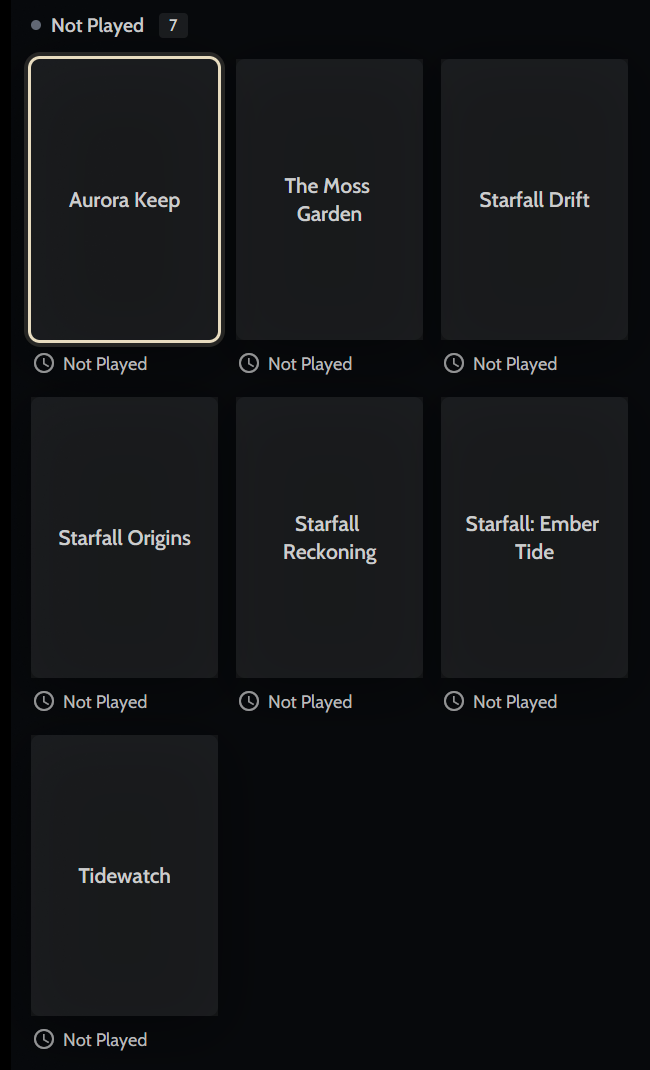 Not Played 7
Aurora Keep
The Moss
Garden
Starfall Drift
Not Played
Not Played
Not Played
Starfall Origins
Starfall
Reckoning
Starfall: Ember
Tide
Not Played
Not Played
Not Played
Tidewatch
Not Played